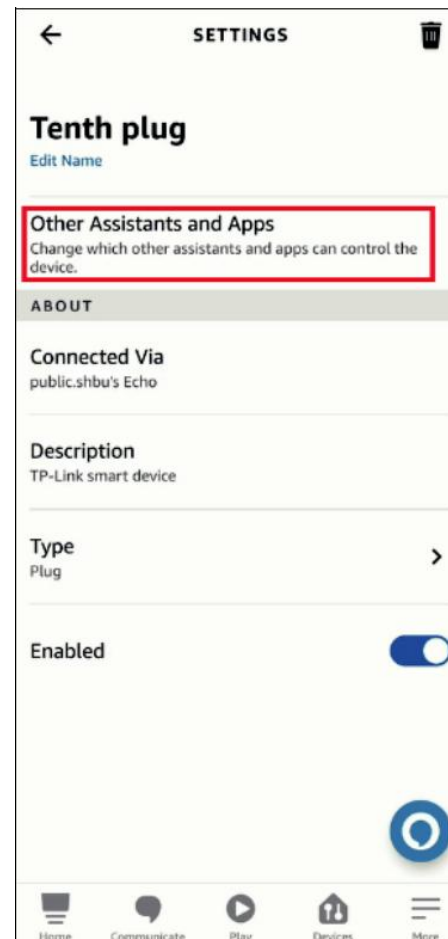 SETTINGS
Tenth plug
Edit Name
Other Assistants and Apps
Change which other assistants and apps can control the
device.
ABOUT
Connected Via
public.shbu's Echo
Description
TP-Link smart device
Type
Plug
Enabled
Home Communicate Play Devices More